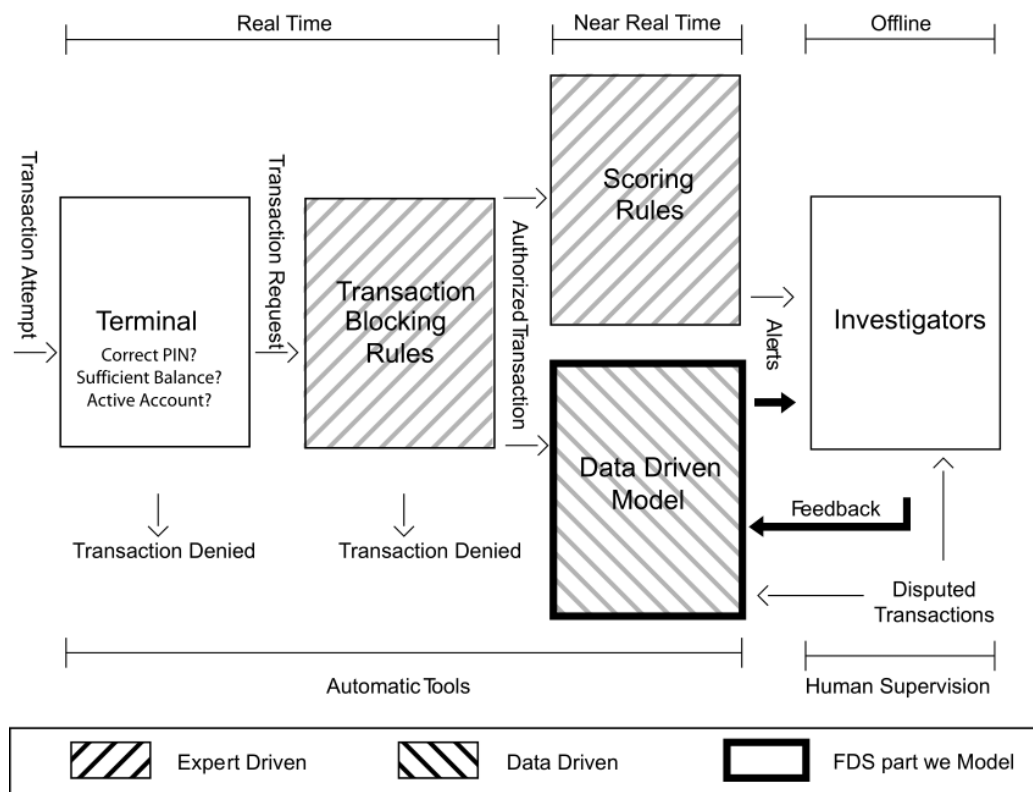 Real Time
Near Real Time
Offline
Transaction Attempt
Terminal
Correct PIN?
Sufficient Balance?
Active Account?
Transaction Request
Transaction
Blocking
Rules
Authorized Transaction
Scoring
Rules
Data Driven
Model
Alerts
Investigators
Feedback
Transaction Denied
Transaction Denied
Disputed
Transactions
Automatic Tools
Human Supervision
Expert Driven
Data Driven
FDS part we Model